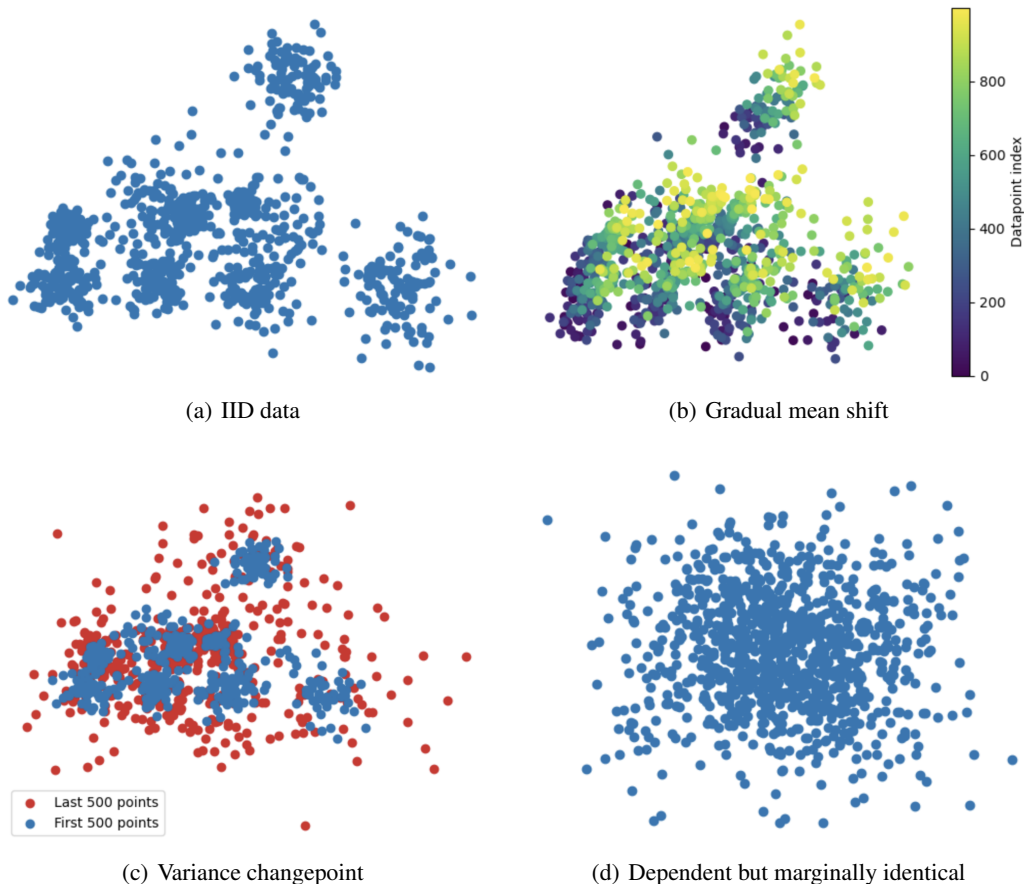 800
600
400
200
0
Datapoint index
(a) IID data
(b) Gradual mean shift
Last 500 points
First 500 points
(c) Variance changepoint
(d) Dependent but marginally identical